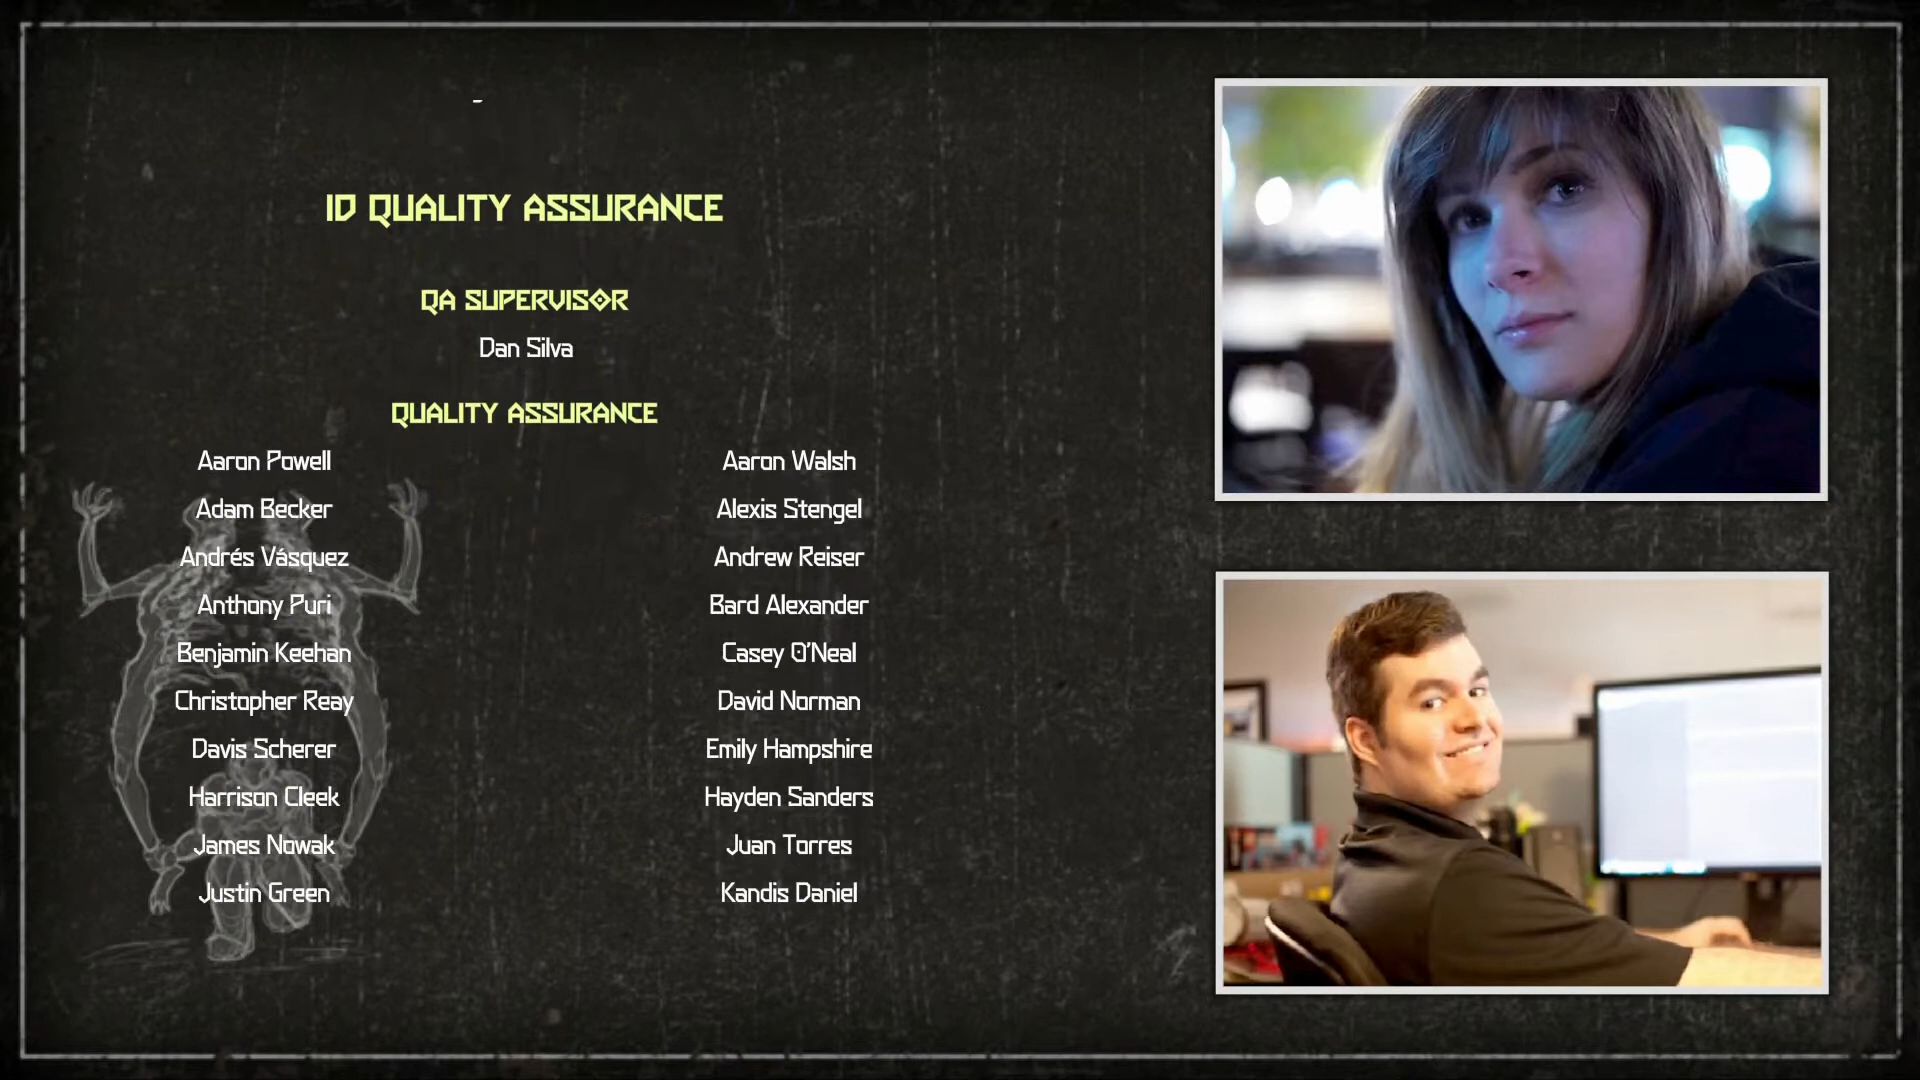 -
ID QUALITY ASSURANCE
QA SUPERVISOR
Dan Silva
QUALITY ASSURANCE
Aaron Powell Aaron Walsh
Adam Becker Alexis Stengel
Andrés Vásquez Andrew Reiser
Anthony Puri Bard Alexander
Benjamin Keehan Casey O'Neal
Christopher Reay David Norman
Davis Scherer Emily Hampshire
Harrison Cleek Hayden Sanders
James Nowak Juan Torres
Justin Green Kandis Daniel